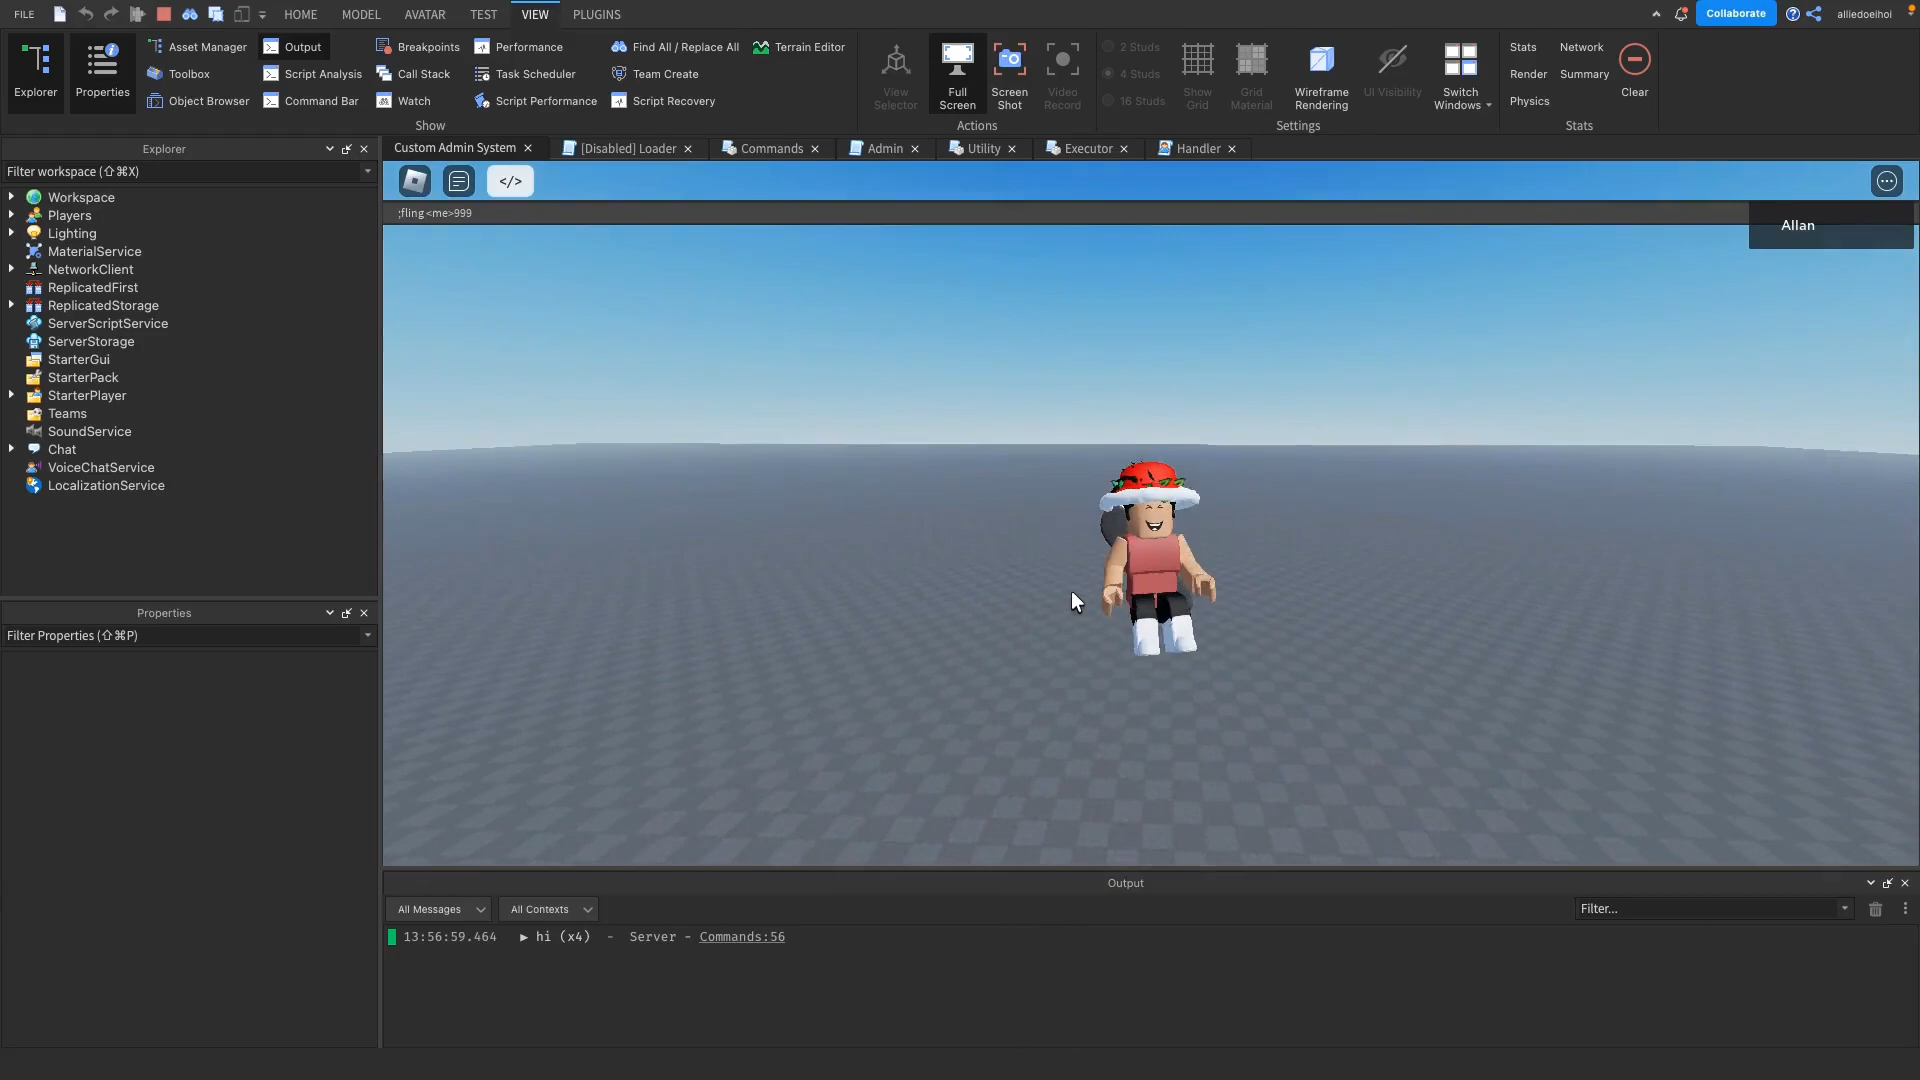 FILE HOME MODEL AVATAR TEST VIEW PLUGINS Collaborate alliedoeihoi
Explorer
Properties
Asset Manager
Toolbox
Object Browser
Output
Script Analysis
Command Bar
Breakpoints
Call Stack
Watch
Performance
Task Scheduler
Script Performance
Find All / Replace All
Team Create
Script Recovery
Terrain Editor
Show
View
Selector
Full
Screen
Screen
Shot
Video
Record
Actions
2 Studs
4 Studs
16 Studs
Show
Grid
Grid
Material
Wireframe
Rendering
UI Visibility
Switch
Windows
Settings
Stats
Render
Physics
Network
Summary
Clear
Stats
Explorer
Filter workspace (⇧⌘X)
Workspace
Players
Lighting
MaterialService
NetworkClient
ReplicatedFirst
ReplicatedStorage
ServerScriptService
ServerStorage
StarterGui
StarterPack
StarterPlayer
Teams
SoundService
Chat
VoiceChatService
LocalizationService
Properties
Filter Properties (⇧⌘P)
Custom Admin System [Disabled] Loader Commands Admin Utility Executor Handler
</>
;fling <me>999
Allan
Output
All Messages All Contexts Filter...
13:56:59.464 ▶ hi (x4) - Server - Commands:56